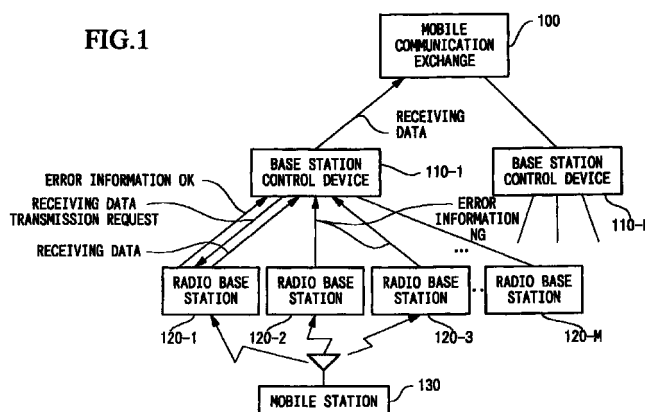 FIG.1
100
MOBILE
COMMUNICATION
EXCHANGE
RECEIVING
DATA
BASE STATION
CONTROL DEVICE
110-1
BASE STATION
CONTROL DEVICE
ERROR INFORMATION OK
RECEIVING DATA
TRANSMISSION REQUEST
RECEIVING DATA
ERROR
INFORMATION
NG
...
RADIO BASE
STATION
120-1
RADIO BASE
STATION
120-2
RADIO BASE
STATION
120-3
RADIO BASE
STATION
120-M
130
MOBILE STATION